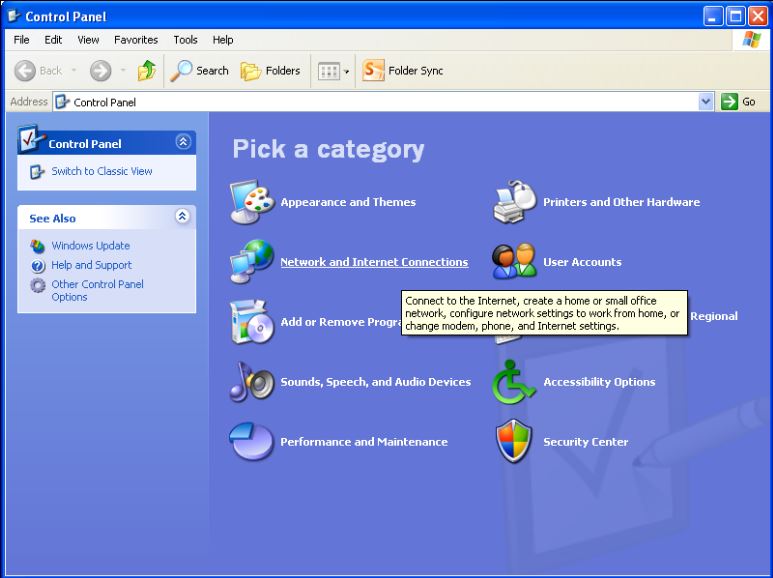 Control Panel
File Edit View Favorites Tools Help
Back Search Folders Folder Sync
Address Control Panel Go
Control Panel
Switch to Classic View
See Also
Windows Update
Help and Support
Other Control Panel
Options
Pick a category
Appearance and Themes
Printers and Other Hardware
Network and Internet Connections
User Accounts
Connect to the Internet, create a home or small office
network, configure network settings to work from home, or
change modem, phone, and Internet settings.
Add or Remove Progra
Regional
Sounds, Speech, and Audio Devices
Accessibility Options
Performance and Maintenance
Security Center